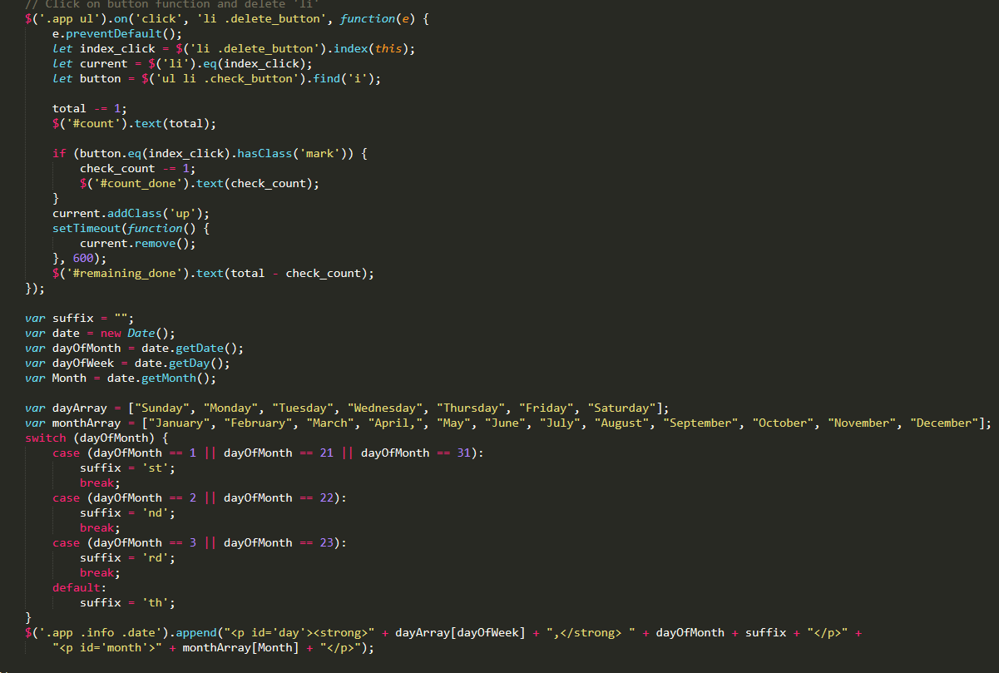 // Click on button function and delete 'li'
$('.app ul').on('click', 'li .delete_button', function(e) {
    e.preventDefault();
    let index_click = $('li .delete_button').index(this);
    let current = $('li').eq(index_click);
    let button = $('ul li .check_button').find('i');

    total -= 1;
    $('#count').text(total);

    if (button.eq(index_click).hasClass('mark')) {
        check_count -= 1;
        $('#count_done').text(check_count);
    }
    current.addClass('up');
    setTimeout(function() {
        current.remove();
    }, 600);
    $('#remaining_done').text(total - check_count);
});

var suffix = "";
var date = new Date();
var dayOfMonth = date.getDate();
var dayOfWeek = date.getDay();
var Month = date.getMonth();

var dayArray = ["Sunday", "Monday", "Tuesday", "Wednesday", "Thursday", "Friday", "Saturday"];
var monthArray = ["January", "February", "March", "April,", "May", "June", "July", "August", "September", "October", "November", "December"];
switch (dayOfMonth) {
    case (dayOfMonth == 1 || dayOfMonth == 21 || dayOfMonth == 31):
        suffix = 'st';
        break;
    case (dayOfMonth == 2 || dayOfMonth == 22):
        suffix = 'nd';
        break;
    case (dayOfMonth == 3 || dayOfMonth == 23):
        suffix = 'rd';
        break;
    default:
        suffix = 'th';
}
$('.app .info .date').append("<p id='day'><strong>" + dayArray[dayOfWeek] + ",</strong> " + dayOfMonth + suffix + "</p>" +
    "<p id='month'>" + monthArray[Month] + "</p>");